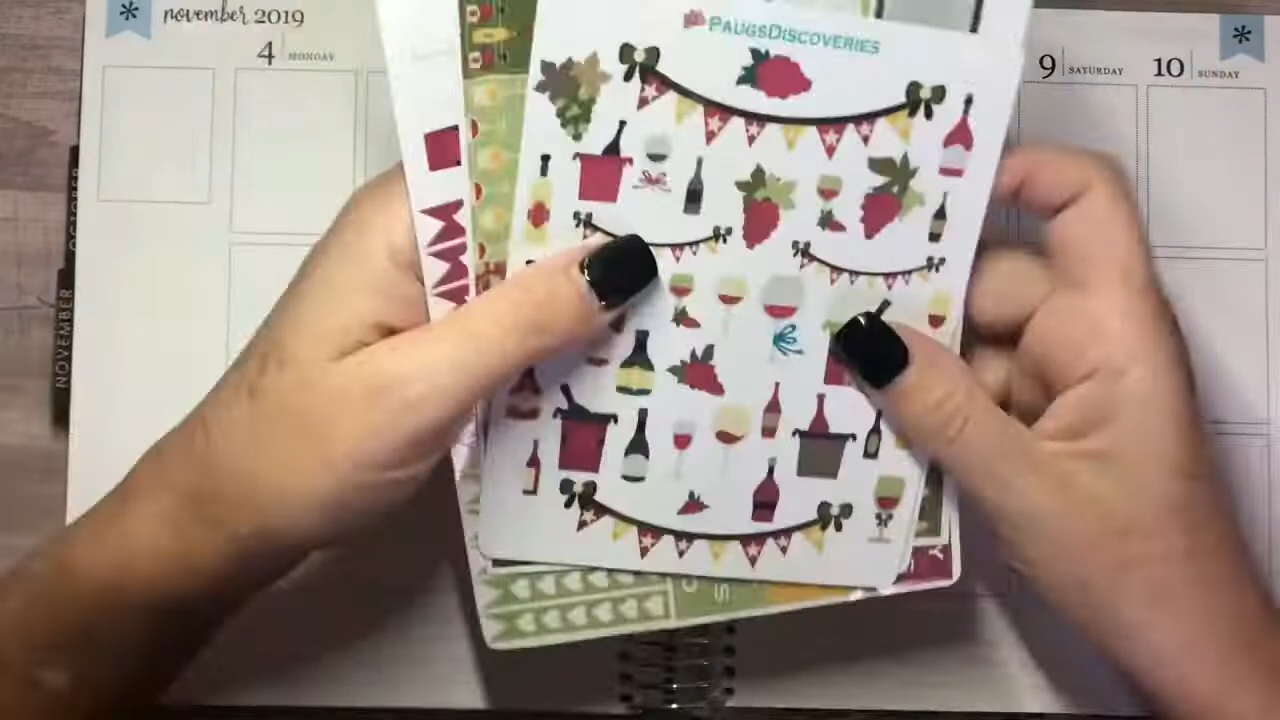 november 2019
PAUGSDISCOVERIES
4 MONDAY
9 SATURDAY
10 SUNDAY
OCTOBER
NOVEMBER